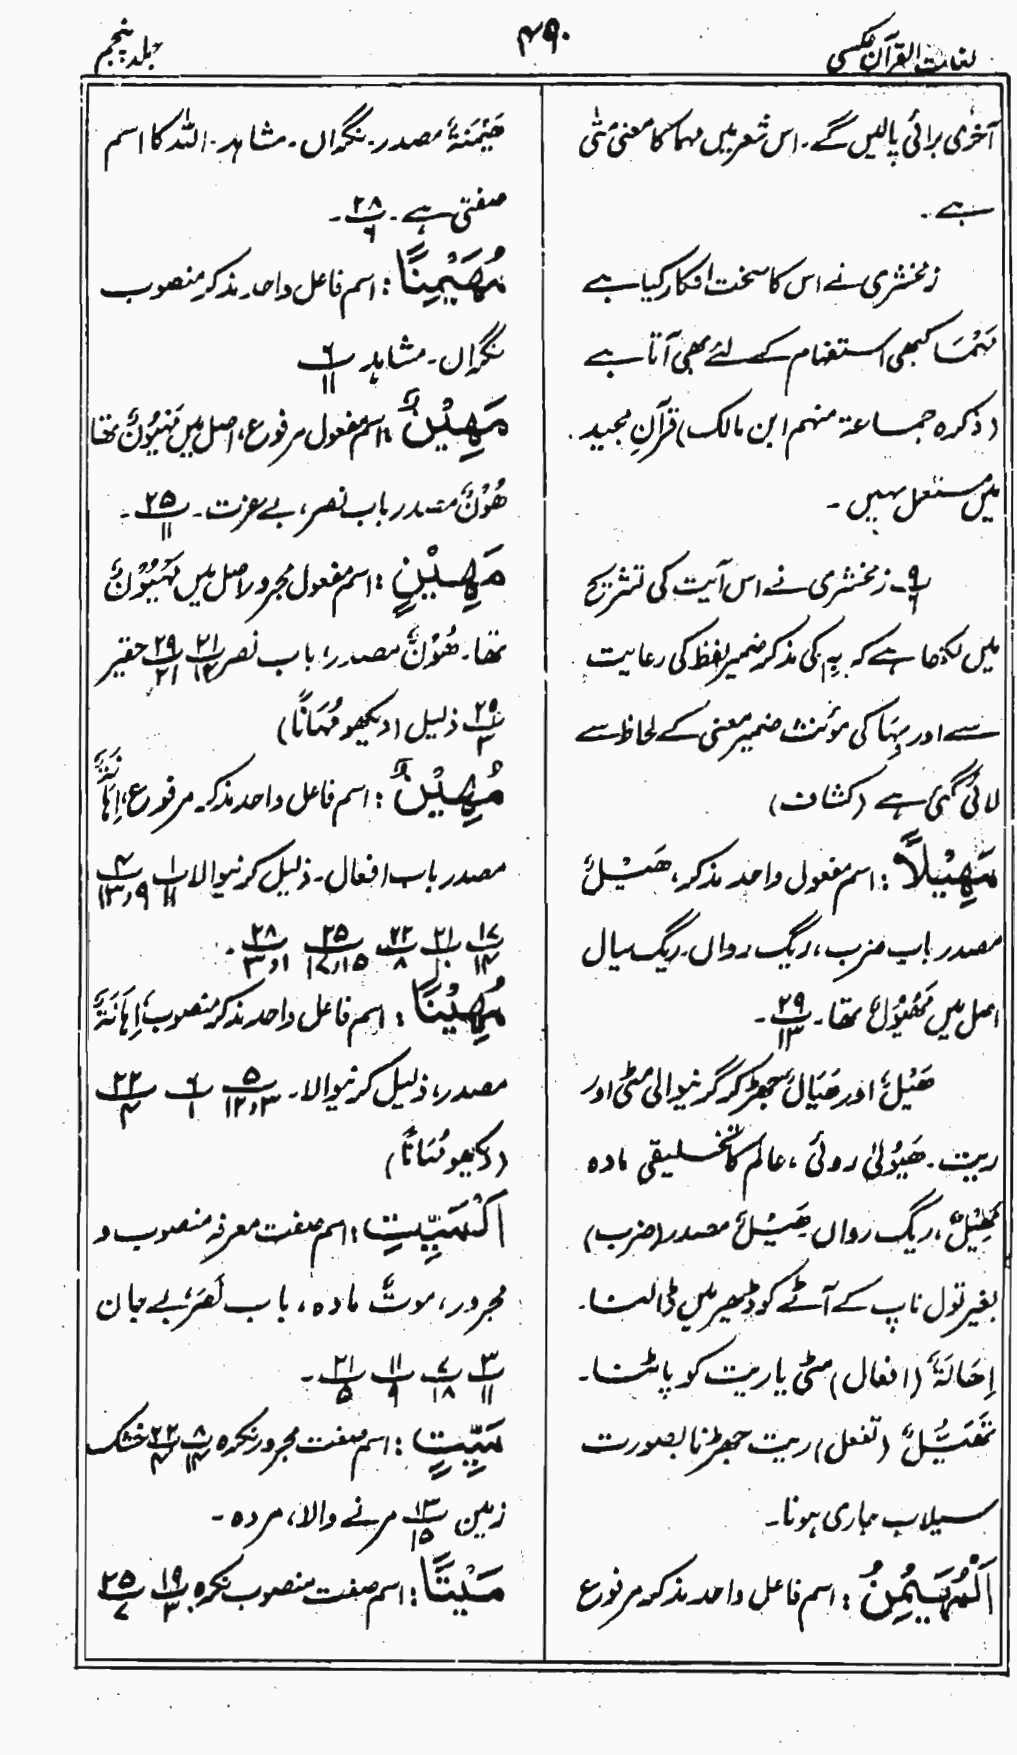 لغات القرآن عکسی
۴۹۰
جلد پنجم
آخری برائی پالیں گے۔ اس شعر میں مہما کا معنی متٰی
ہے۔
زمخشری نے اس کا سخت انکار کیا ہے
مَہْمَا کبھی استفہام کے لئے بھی آتا ہے
(ذکرہ جماعۃ منہم ابن مالک) قرآنِ مجید
میں مستعمل نہیں۔
۹/۶۔ زمخشری نے اس آیت کی تشریح
میں لکھا ہے کہ بِہٖ کی مذکر ضمیر لفظ کی رعایت
سے اور بِہَا کی مؤنث ضمیر معنی کے لحاظ سے
لائی گئی ہے (کشاف)
مَهِيْلًا : اسم مفعول واحد مذکر، ھَیْلٌ
مصدر باب ضرب، ریگ رواں۔ ریگ سیال
اصل میں مَھْیُوْلٌ تھا۔ ۲۹/۱۳۔
ھَیْلٌ اور ھَیَالٌ جھڑ کر گرنیوالی مٹی اور
ریت۔ ھَیُوْلٰی روئی، عالم کا تخلیقی مادہ
مَھِیْلٌ، ریگ رواں ھَیْلٌ مصدر (ضرب)
بغیر تول ناپ کے آٹے کو ڈھیر میں ڈالنا۔
اِھَالَۃٌ (افعال) مٹی یا ریت کو پاٹنا۔
تَھَیُّلٌ (تفعل) ریت جھڑنا بصورت
سیلاب جاری ہونا۔
اَلْمُهَيْمِنُ : اسم فاعل واحد مذکر مرفوع
ھَیْمَنَۃٌ مصدر۔ نگراں۔ مشاہد۔ اللہ کا اسم
صفتی ہے۔ ۲۸/۶۔
مُهَيْمِنًا : اسم فاعل واحد مذکر منصوب
نگراں۔ مشاہد ۶/۱۱
مَهِيْنٌ : اسم مفعول مرفوع، اصل میں مَہْیُوْنٌ تھا
ھُوْنٌ مصدر باب نصر، بے عزت۔ ۲۵/۱۱۔
مَهِيْنٍ : اسم مفعول مجرور اصل میں مَہْیُوْنٌ
تھا۔ ھُوْنٌ مصدر، باب نصر ۲۱/۱۴ ۲۹/۲۱ حقیر
۲۵/۳ ذلیل (دیکھو مُہَانًا)
مُهِيْنٌ : اسم فاعل واحد مذکر۔ مرفوع، اِہَانَۃٌ
مصدر باب افعال۔ ذلیل کرنیوالا ۱/۱۱ ۴/۹،۱۳
۱۷/۱۴ ۲۱/۱۰ ۲۲/۸ ۲۵/۱۵،۱۷ ۲۸/۱،۳۔
مُهِيْنًا : اسم فاعل واحد مذکر منصوب، اِہَانَۃٌ
مصدر، ذلیل کرنیوالا۔ ۵/۳،۱۲ ۶/۱ ۲۲/۴
(دیکھو مُہَانًا)
اَلْمَيِّتِ : اسم صفت معرفہ منصوب و
مجرور، موتٌ مادہ، باب نَصَرَ، بے جان
۳/۱۱ ۷/۱۸ ۱۱/۹ ۲۱/۵۔
مَيِّتٍ : اسم صفت مجرور نکرہ ۸/۱۴ ۲۲/۱۴ خشک
زمین ۱۳/۱۵ مرنے والا، مردہ۔
مَيْتًا : اسم صفت منصوب نکرہ ۱۹/۳ ۲۵/۷